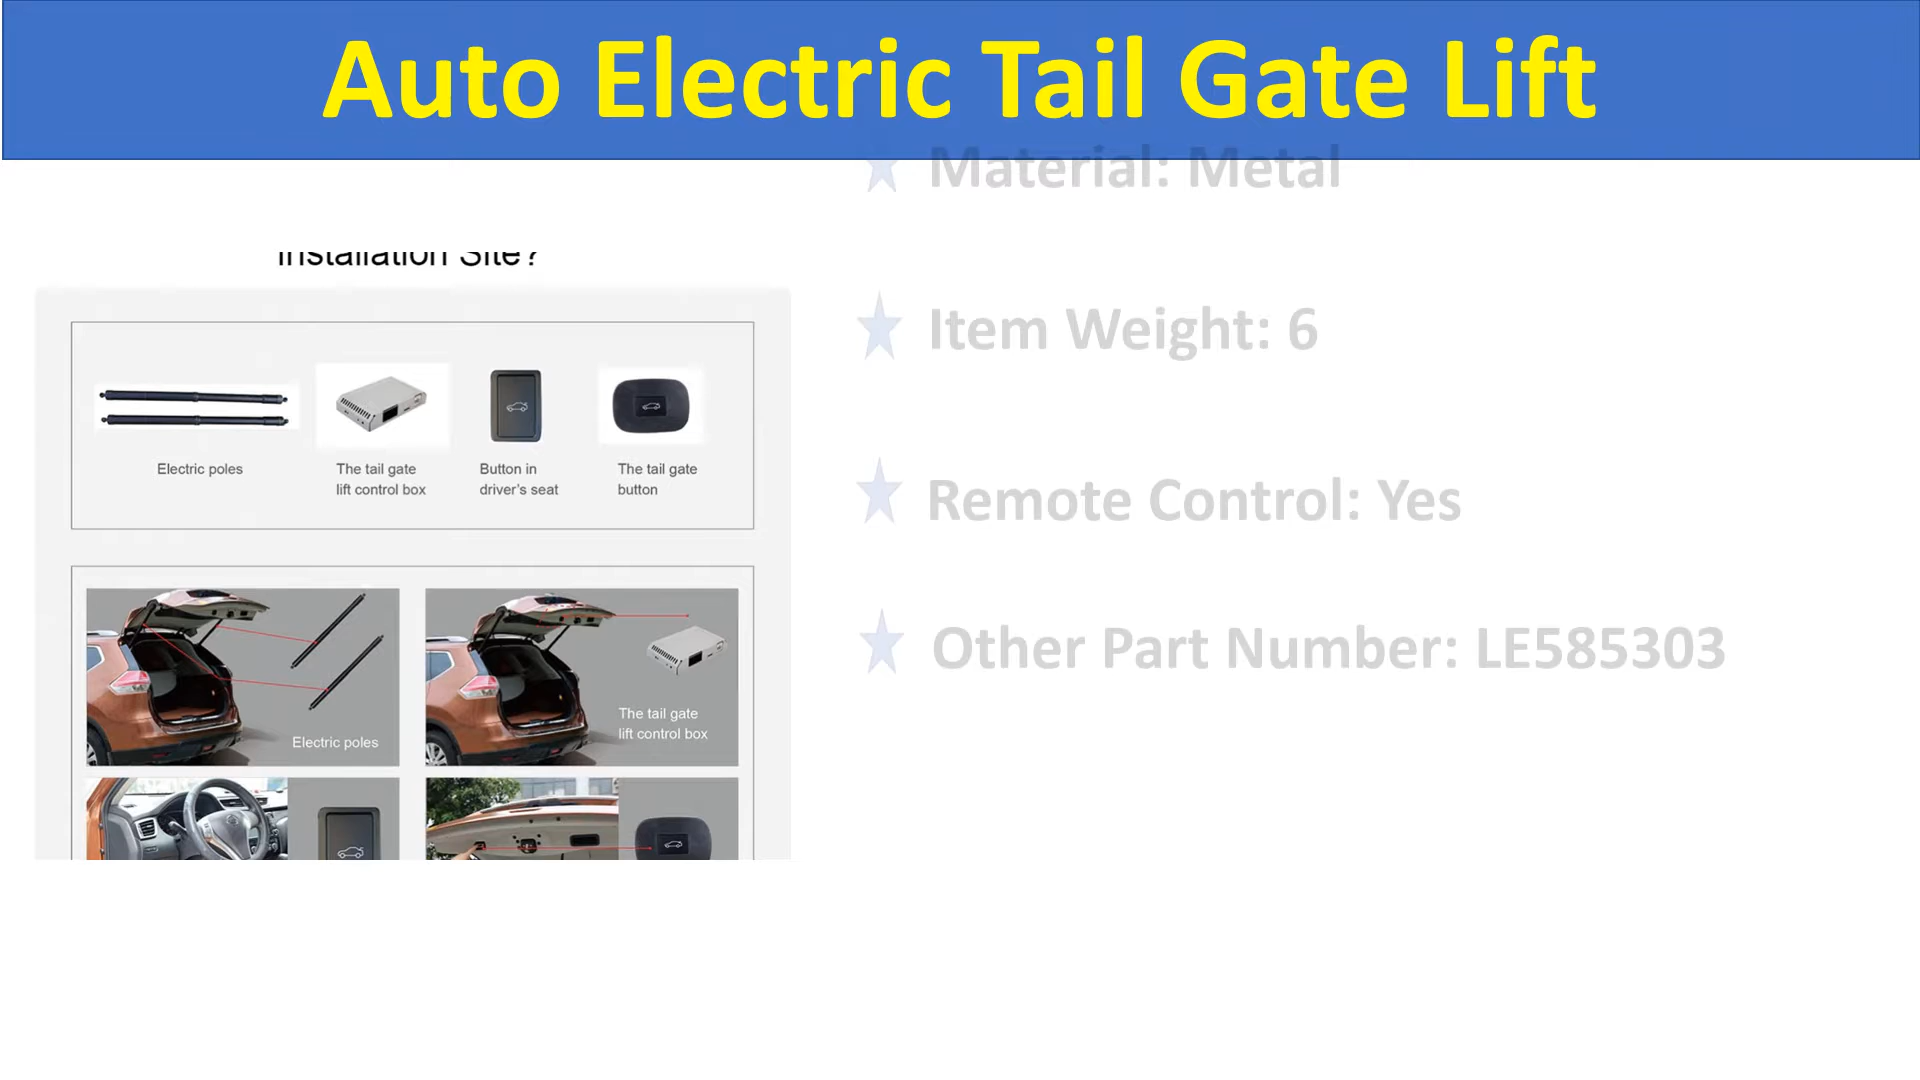 Auto Electric Tail Gate Lift
Material: Metal
Installation Site?
Item Weight: 6
Electric poles
The tail gate
lift control box
Button in
driver's seat
The tail gate
button
Remote Control: Yes
Other Part Number: LE585303
Electric poles
The tail gate
lift control box